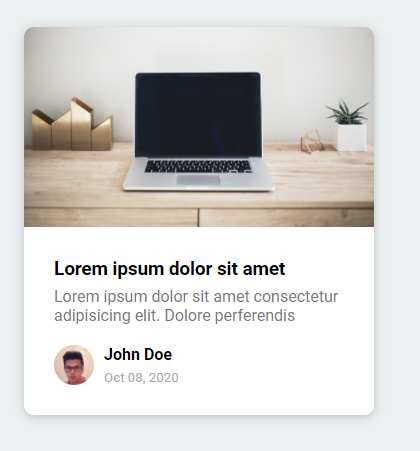 Lorem ipsum dolor sit amet
Lorem ipsum dolor sit amet consectetur
adipisicing elit. Dolore perferendis
John Doe
Oct 08, 2020